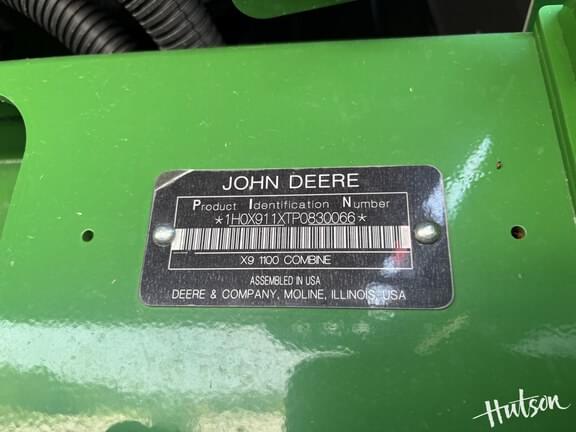 JOHN DEERE
Product Identification Number
*1H0X911XTP0830066*
X9 1100 COMBINE
ASSEMBLED IN USA
DEERE & COMPANY, MOLINE, ILLINOIS, USA
Hutson